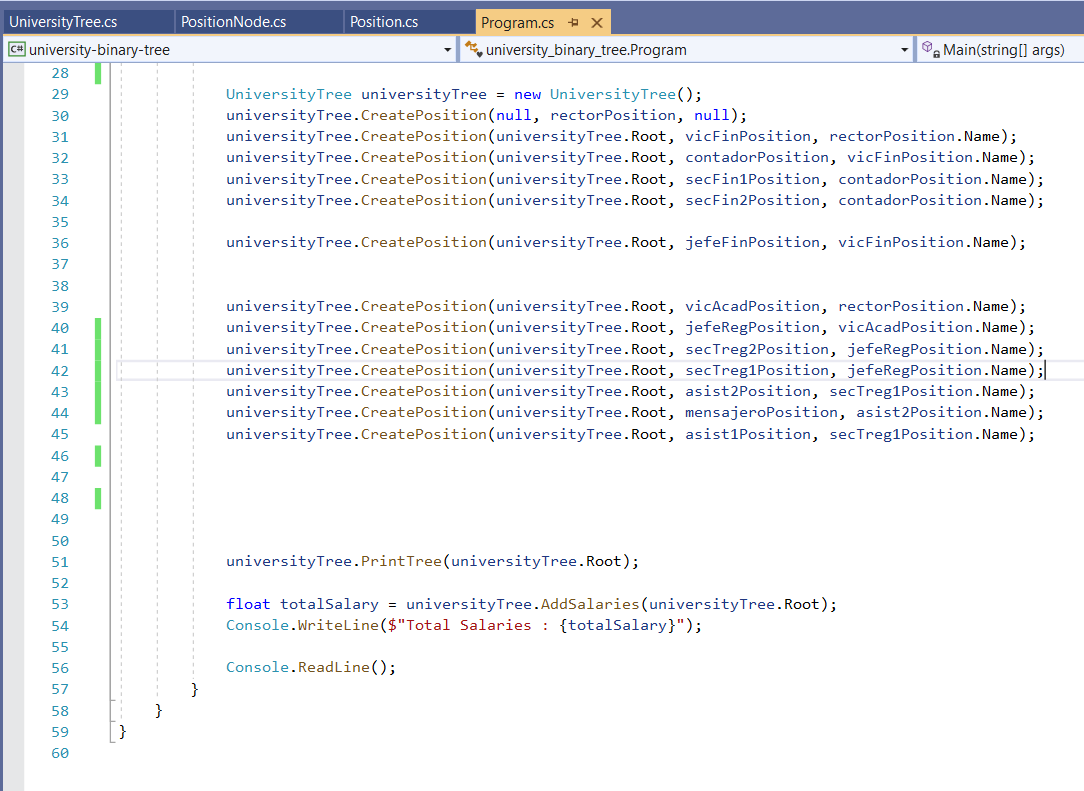 UniversityTree.cs PositionNode.cs Position.cs Program.cs
C# university-binary-tree university_binary_tree.Program Main(string[] args)
28
29 UniversityTree universityTree = new UniversityTree();
30 universityTree.CreatePosition(null, rectorPosition, null);
31 universityTree.CreatePosition(universityTree.Root, vicFinPosition, rectorPosition.Name);
32 universityTree.CreatePosition(universityTree.Root, contadorPosition, vicFinPosition.Name);
33 universityTree.CreatePosition(universityTree.Root, secFin1Position, contadorPosition.Name);
34 universityTree.CreatePosition(universityTree.Root, secFin2Position, contadorPosition.Name);
35
36 universityTree.CreatePosition(universityTree.Root, jefeFinPosition, vicFinPosition.Name);
37
38
39 universityTree.CreatePosition(universityTree.Root, vicAcadPosition, rectorPosition.Name);
40 universityTree.CreatePosition(universityTree.Root, jefeRegPosition, vicAcadPosition.Name);
41 universityTree.CreatePosition(universityTree.Root, secTreg2Position, jefeRegPosition.Name);
42 universityTree.CreatePosition(universityTree.Root, secTreg1Position, jefeRegPosition.Name);
43 universityTree.CreatePosition(universityTree.Root, asist2Position, secTreg1Position.Name);
44 universityTree.CreatePosition(universityTree.Root, mensajeroPosition, asist2Position.Name);
45 universityTree.CreatePosition(universityTree.Root, asist1Position, secTreg1Position.Name);
46
47
48
49
50
51 universityTree.PrintTree(universityTree.Root);
52
53 float totalSalary = universityTree.AddSalaries(universityTree.Root);
54 Console.WriteLine($"Total Salaries : {totalSalary}");
55
56 Console.ReadLine();
57 }
58 }
59 }
60